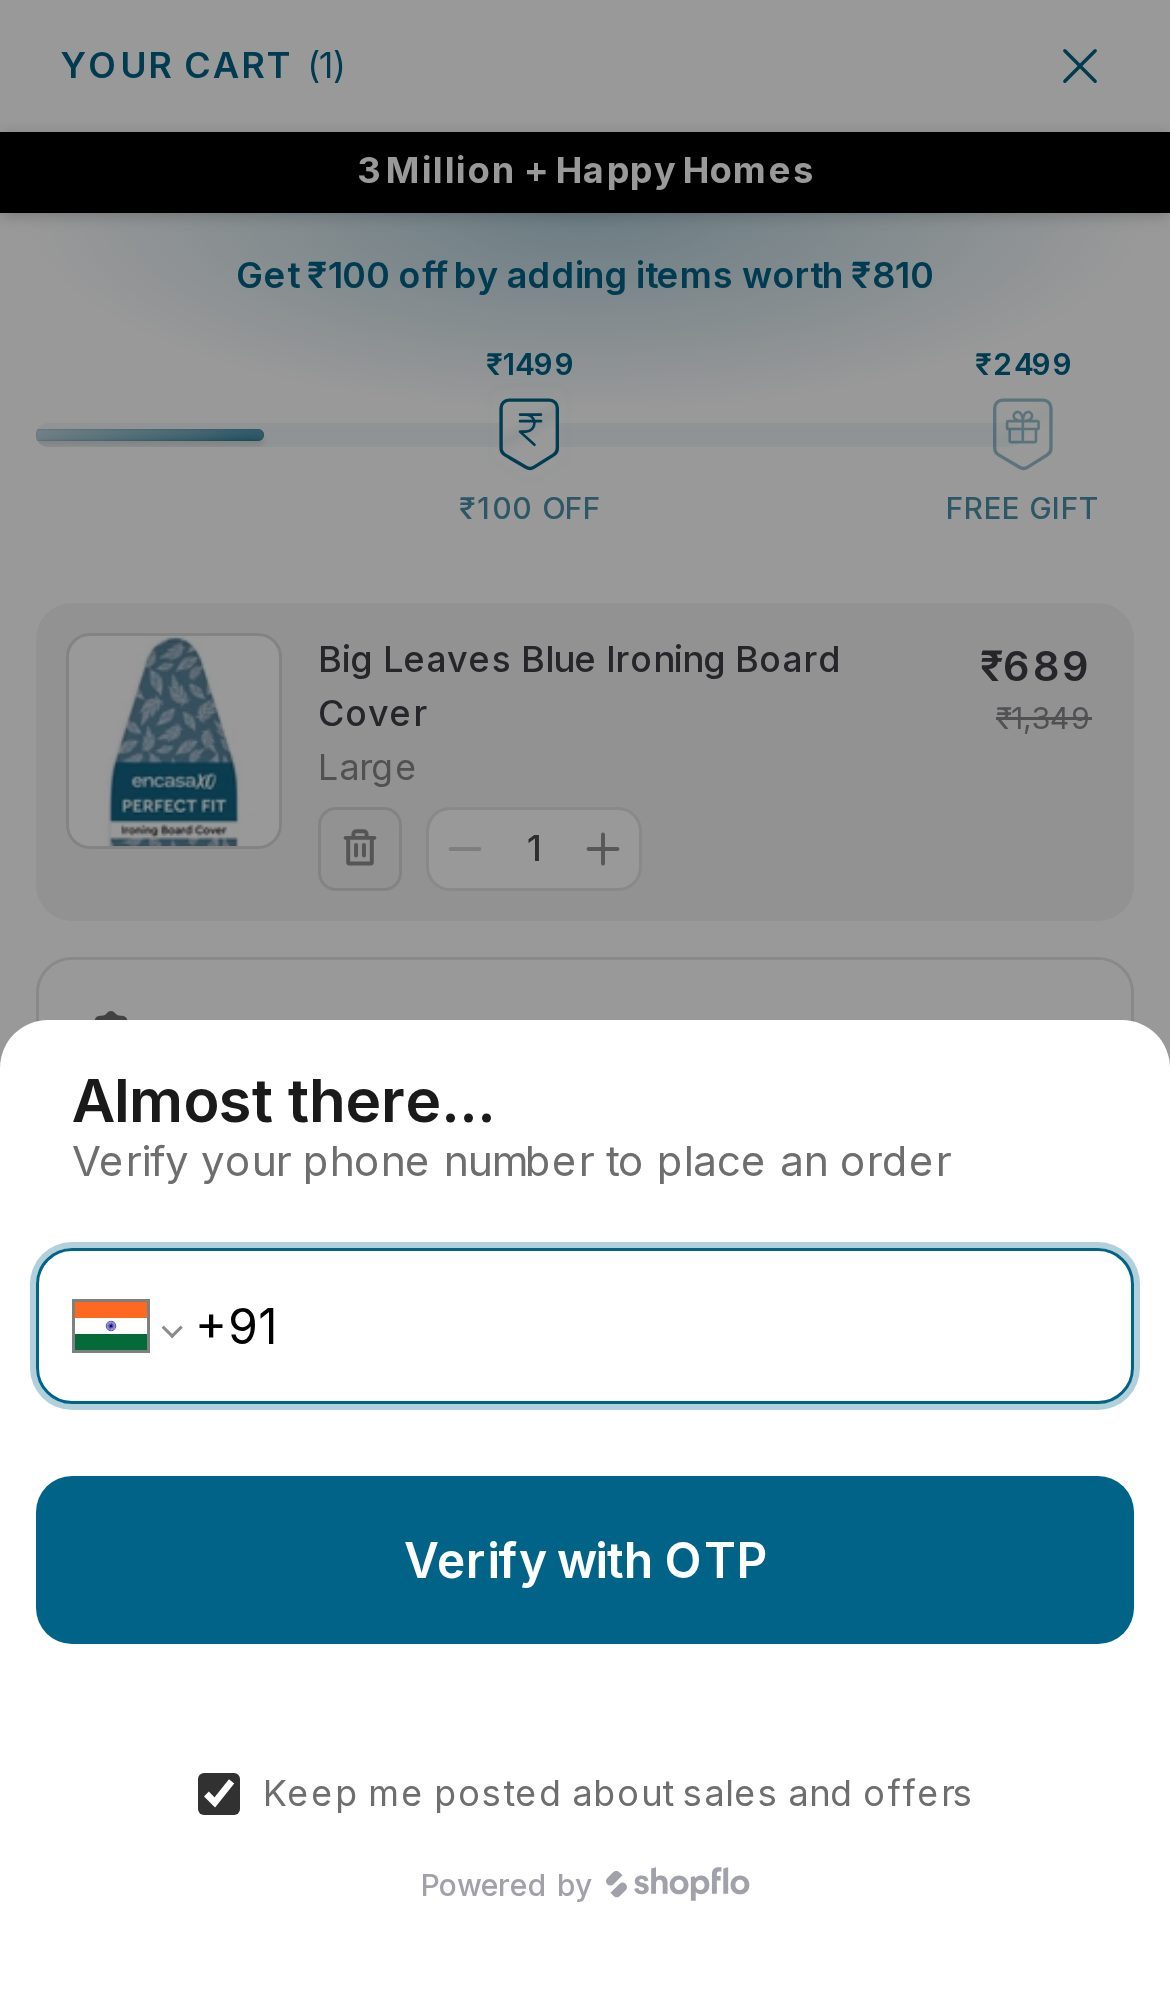 YOUR CART (1)
3 Million + Happy Homes
Get ₹100 off by adding items worth ₹810
₹1499
₹2499
₹
₹100 OFF
FREE GIFT
Big Leaves Blue Ironing Board
Cover
Large
₹689
₹1,349
encasaXO
PERFECT FIT
Ironing Board Cover
1
Almost there...
Verify your phone number to place an order
+91
Verify with OTP
Keep me posted about sales and offers
Powered by shopflo